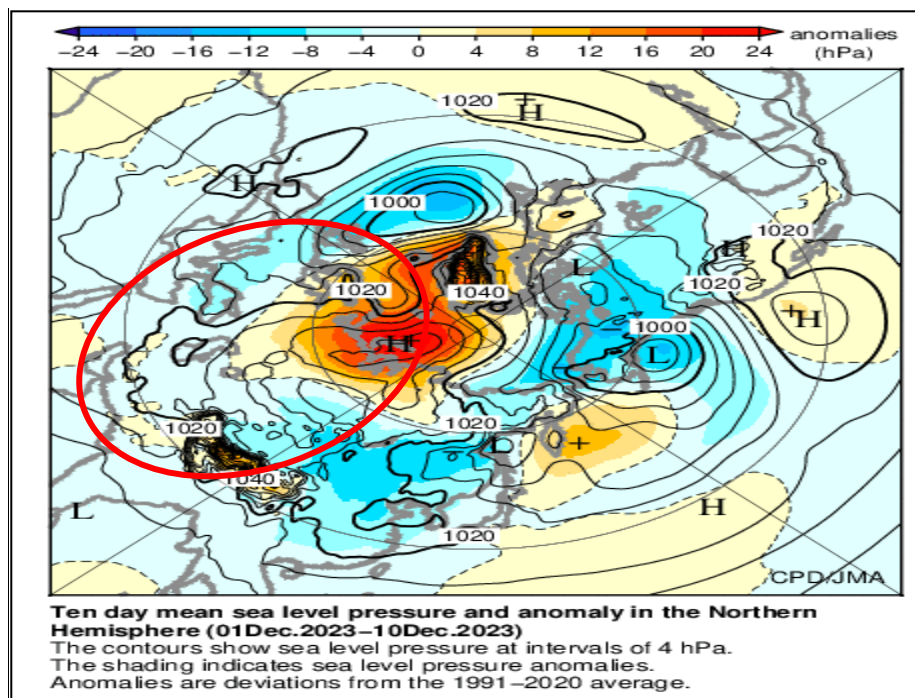 −24 −20 −16 −12 −8 −4 0 4 8 12 16 20 24 anomalies
(hPa)
1020
H
H
1000
1020
L
H
1020
1040
1020
H
1000
H
L
1020
1020
L
1040
H
L
1020
CPD/JMA
Ten day mean sea level pressure and anomaly in the Northern
Hemisphere (01Dec.2023−10Dec.2023)
The contours show sea level pressure at intervals of 4 hPa.
The shading indicates sea level pressure anomalies.
Anomalies are deviations from the 1991−2020 average.